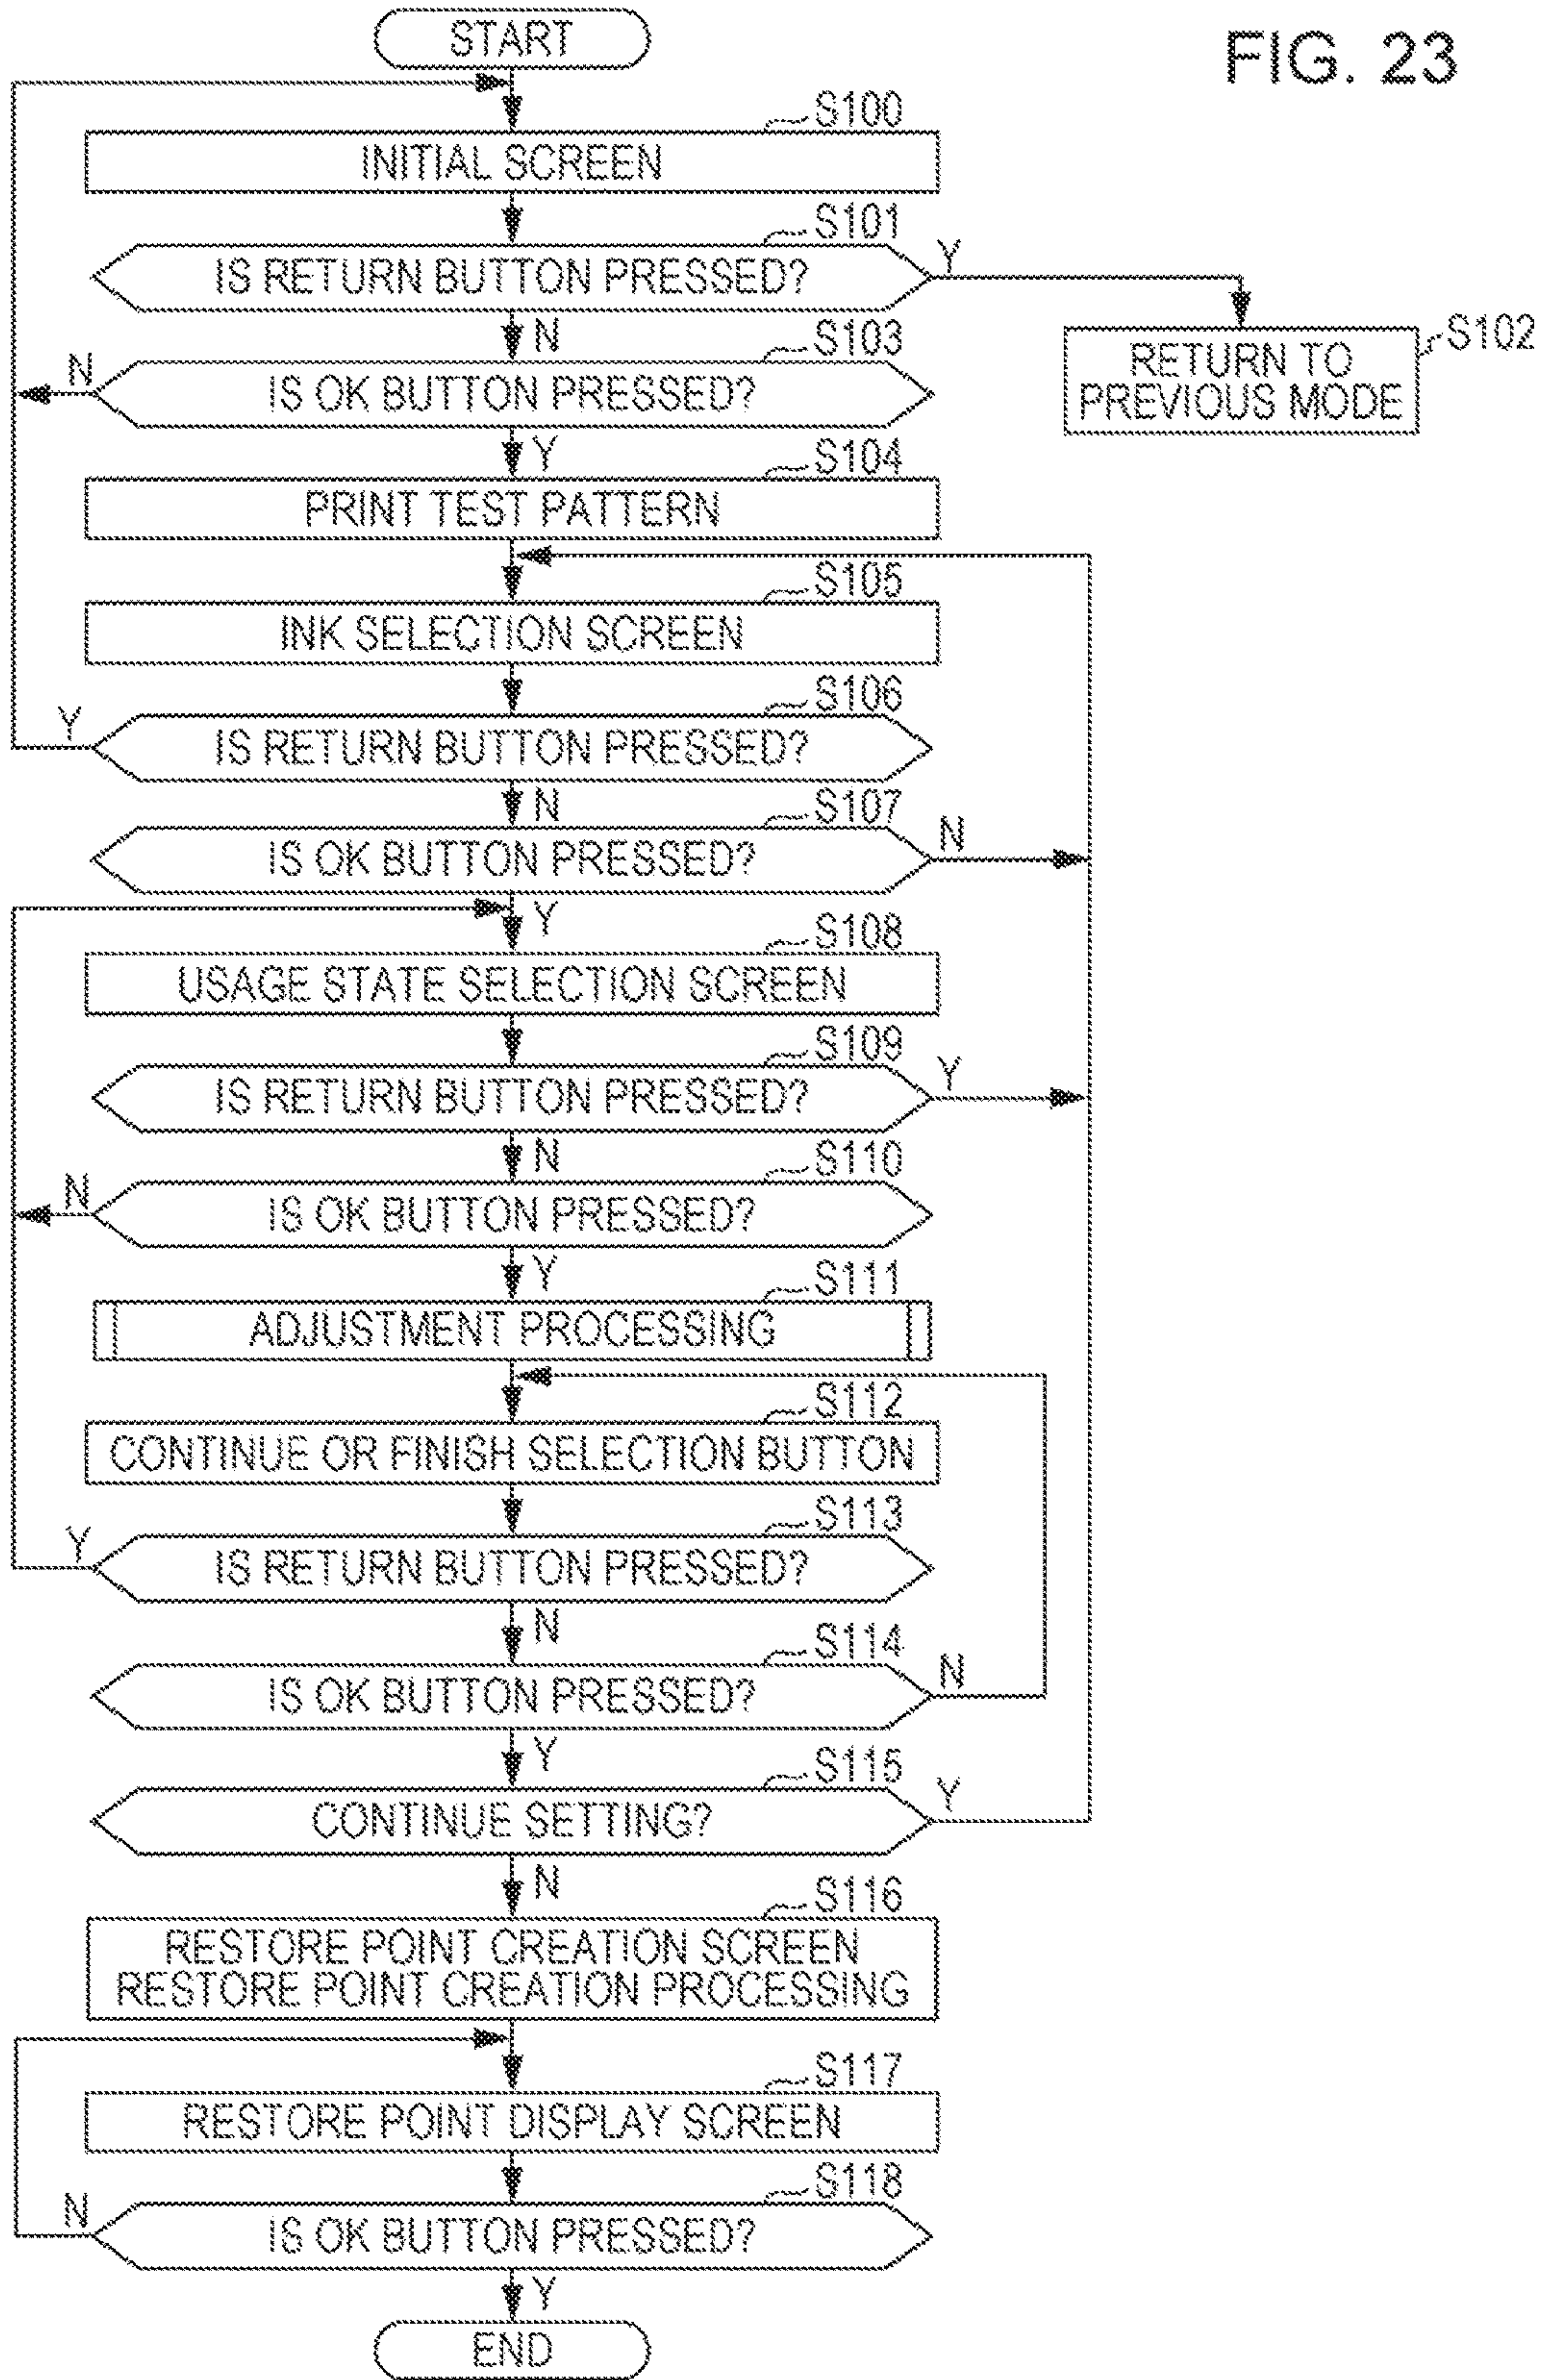 FIG. 23
START
S100
INITIAL SCREEN
S101
IS RETURN BUTTON PRESSED?
Y
N
S102
RETURN TO
PREVIOUS MODE
S103
IS OK BUTTON PRESSED?
N
Y
S104
PRINT TEST PATTERN
S105
INK SELECTION SCREEN
S106
IS RETURN BUTTON PRESSED?
Y
N
S107
IS OK BUTTON PRESSED?
N
Y
S108
USAGE STATE SELECTION SCREEN
S109
IS RETURN BUTTON PRESSED?
Y
N
S110
IS OK BUTTON PRESSED?
N
Y
S111
ADJUSTMENT PROCESSING
S112
CONTINUE OR FINISH SELECTION BUTTON
S113
IS RETURN BUTTON PRESSED?
Y
N
S114
IS OK BUTTON PRESSED?
N
Y
S115
CONTINUE SETTING?
Y
N
S116
RESTORE POINT CREATION SCREEN
RESTORE POINT CREATION PROCESSING
S117
RESTORE POINT DISPLAY SCREEN
S118
IS OK BUTTON PRESSED?
N
Y
END